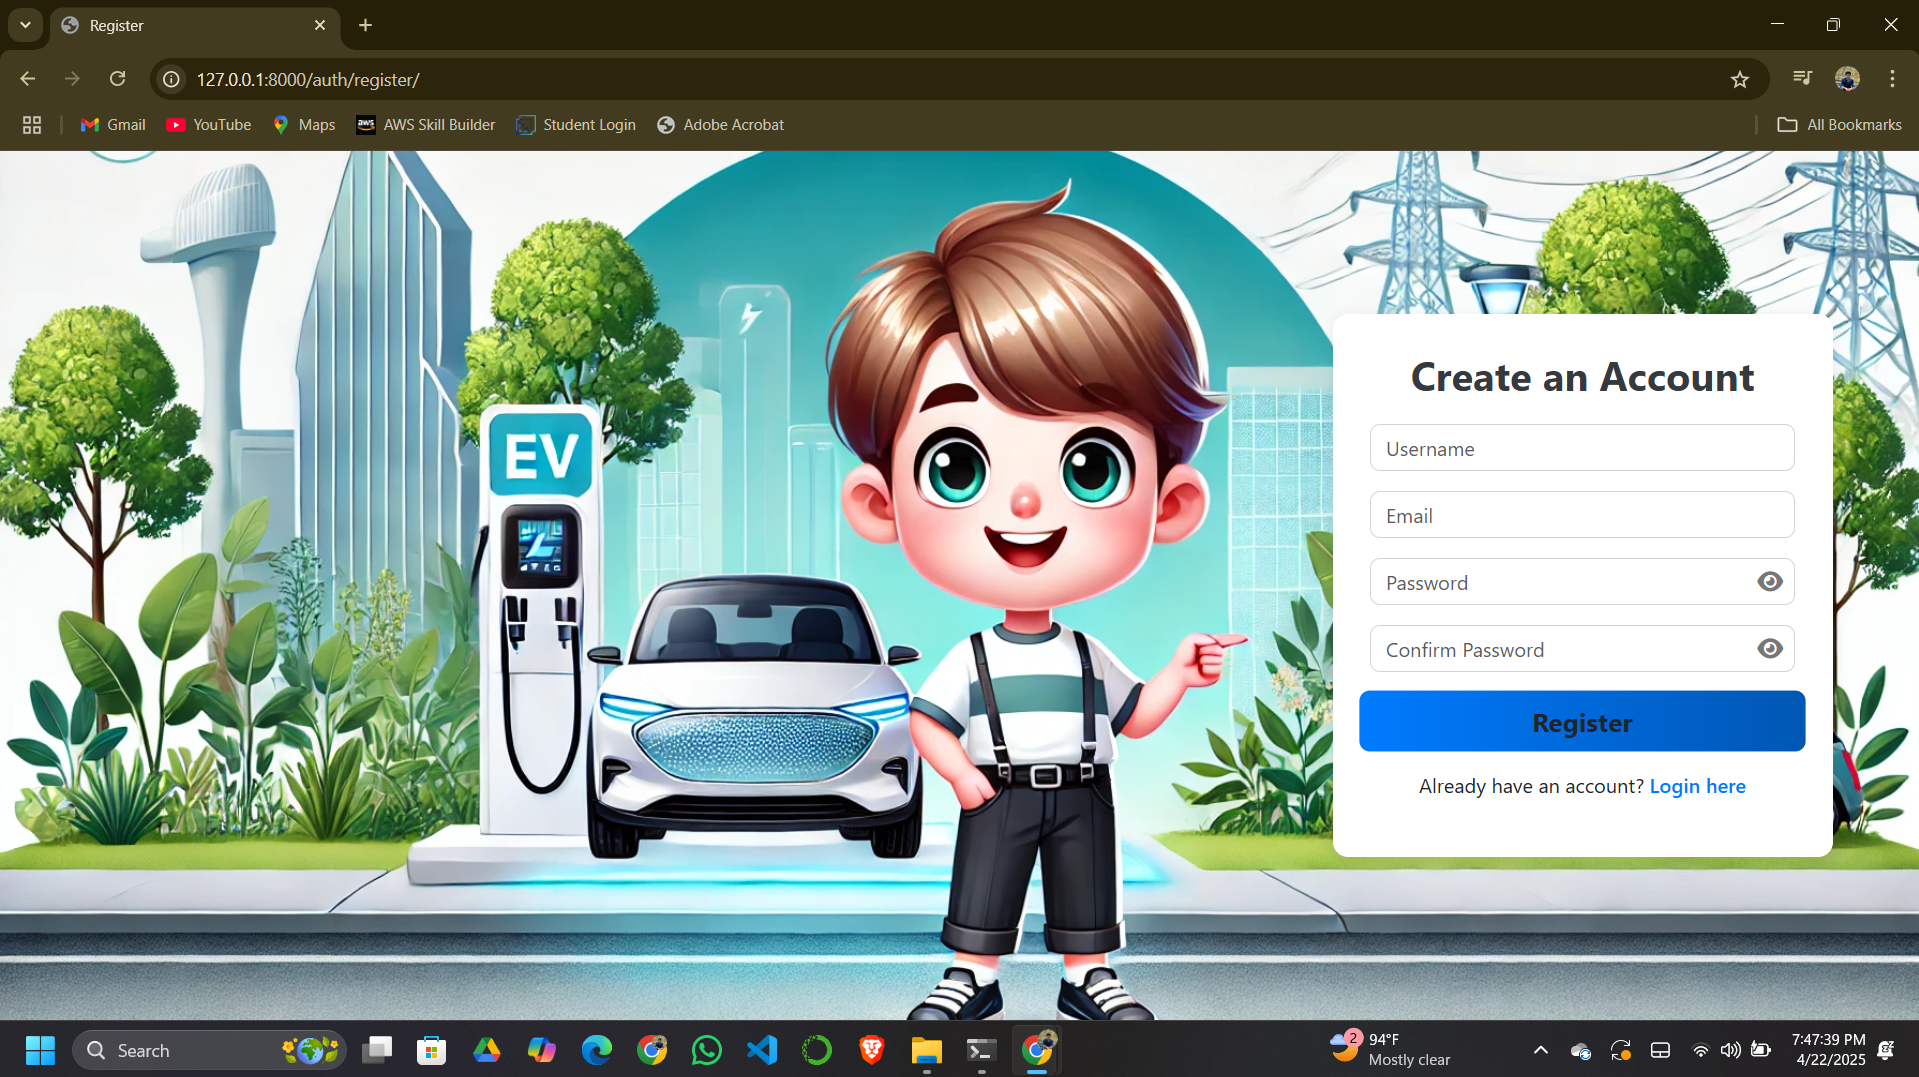 Register
127.0.0.1:8000/auth/register/
Gmail
YouTube
Maps
aws
AWS Skill Builder
Student Login
Adobe Acrobat
All Bookmarks
EV
Create an Account
Username
Email
Password
Confirm Password
Register
Already have an account? Login here
Search
2
94°F
Mostly clear
7:47:39 PM
4/22/2025